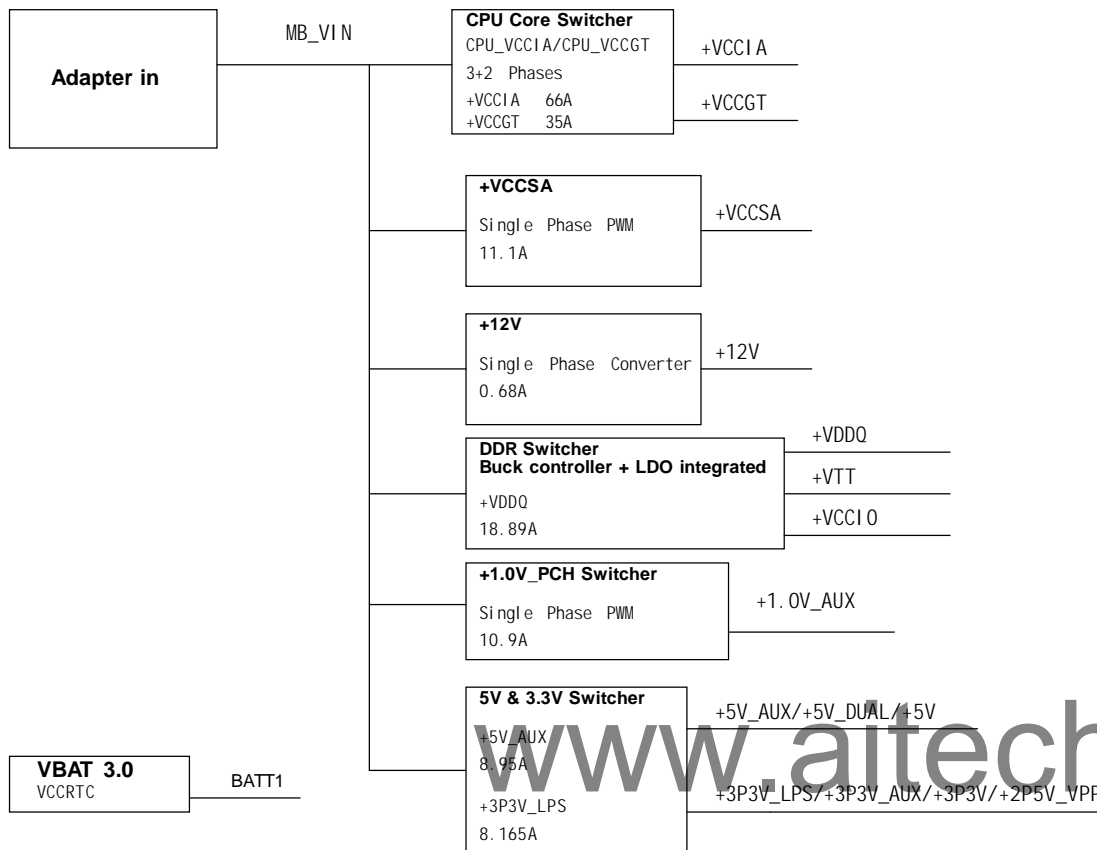 Adapter in
MB_VIN
CPU Core Switcher
CPU_VCCIA/CPU_VCCGT
3+2 Phases
+VCCIA 66A
+VCCGT 35A
+VCCIA
+VCCGT
+VCCSA
Single Phase PWM
11.1A
+VCCSA
+12V
Single Phase Converter
0.68A
+12V
DDR Switcher
Buck controller + LDO integrated
+VDDQ
18.89A
+VDDQ
+VTT
+VCCIO
+1.0V_PCH Switcher
Single Phase PWM
10.9A
+1.0V_AUX
5V & 3.3V Switcher
+5V_AUX
8.95A
+3P3V_LPS
8.165A
+5V_AUX/+5V_DUAL/+5V
+3P3V_LPS/+3P3V_AUX/+3P3V/+2P5V_VPP
VBAT 3.0
VCCRTC
BATT1
www.aitech